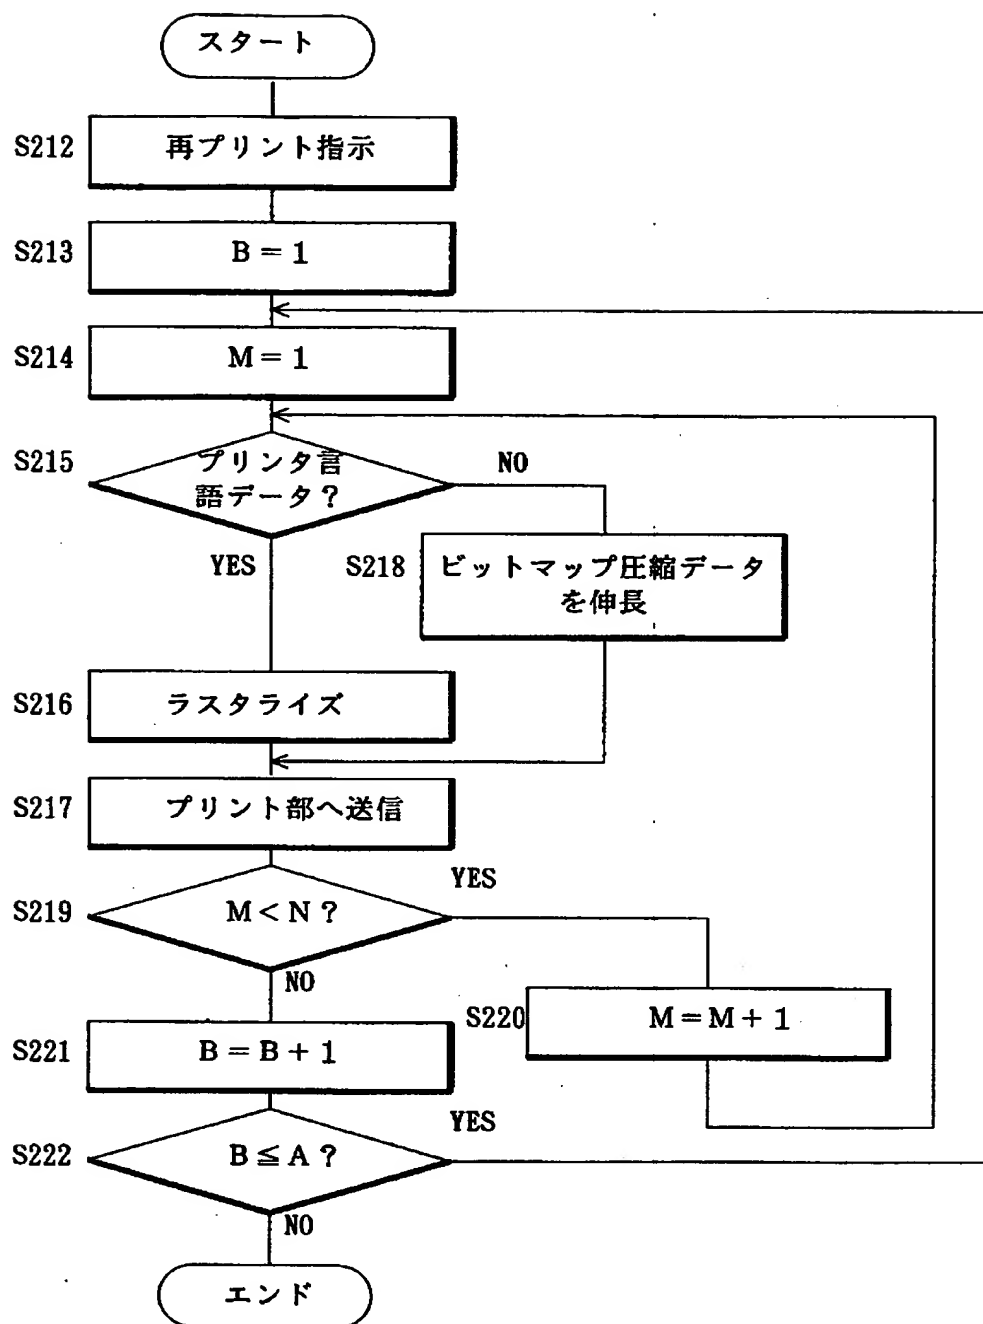 スタート
S212
再プリント指示
S213
B = 1
S214
M = 1
S215
プリンタ言
語データ？
NO
YES
S218
ビットマップ圧縮データ
を伸長
S216
ラスタライズ
S217
プリント部へ送信
YES
S219
M < N ?
NO
S220
M = M + 1
S221
B = B + 1
YES
S222
B ≦ A ?
NO
エンド